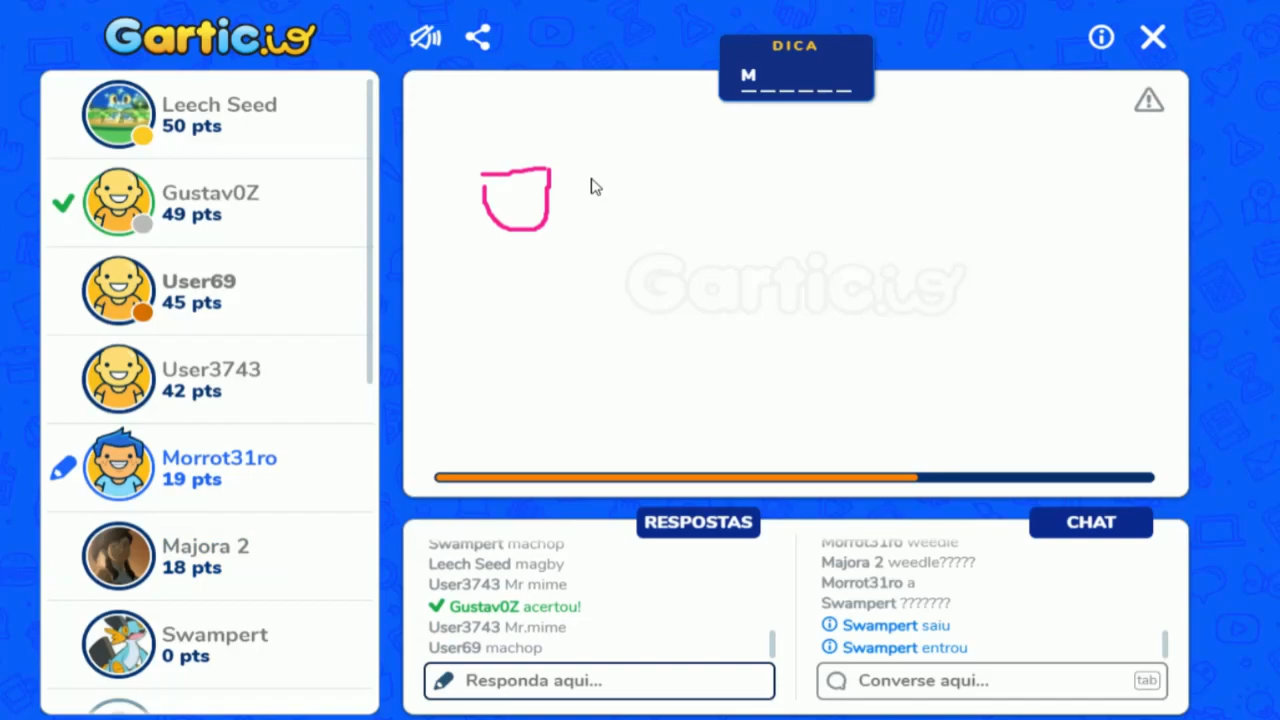 Gartic.io
DICA
M _ _ _ _ _
Leech Seed
50 pts
Gustav0Z
49 pts
User69
45 pts
User3743
42 pts
Morrot31ro
19 pts
Majora 2
18 pts
Swampert
0 pts
Gartic.io
RESPOSTAS
Swampert machop
Leech Seed magby
User3743 Mr mime
Gustav0Z acertou!
User3743 Mr.mime
User69 machop
Responda aqui...
CHAT
Morrot31ro weedle
Majora 2 weedle?????
Morrot31ro a
Swampert ???????
Swampert saiu
Swampert entrou
Converse aqui...
tab